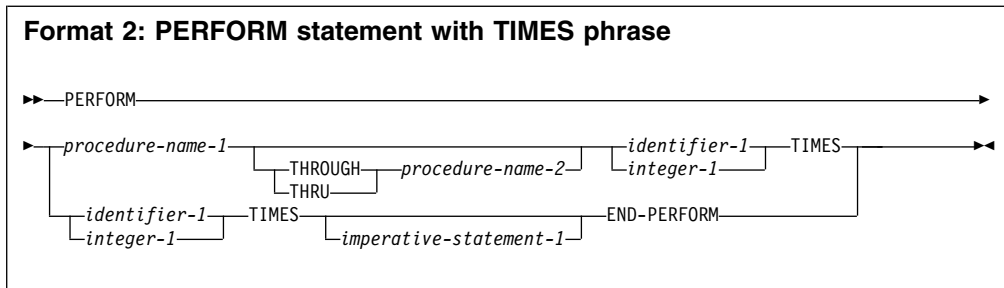 Format 2: PERFORM statement with TIMES phrase
PERFORM
procedure-name-1 identifier-1 TIMES
THROUGH procedure-name-2 integer-1
THRU
identifier-1 TIMES END-PERFORM
integer-1 imperative-statement-1